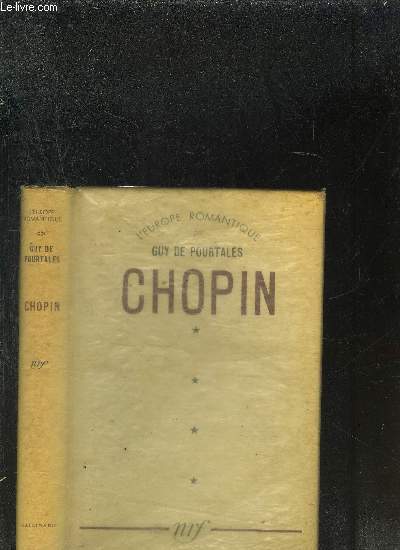 Le-livre.com
L'EUROPE
ROMANTIQUE
GUY DE
POURTALÈS
CHOPIN
nrf
GALLIMARD
L'EUROPE ROMANTIQUE
GUY DE POURTALÈS
CHOPIN
nrf